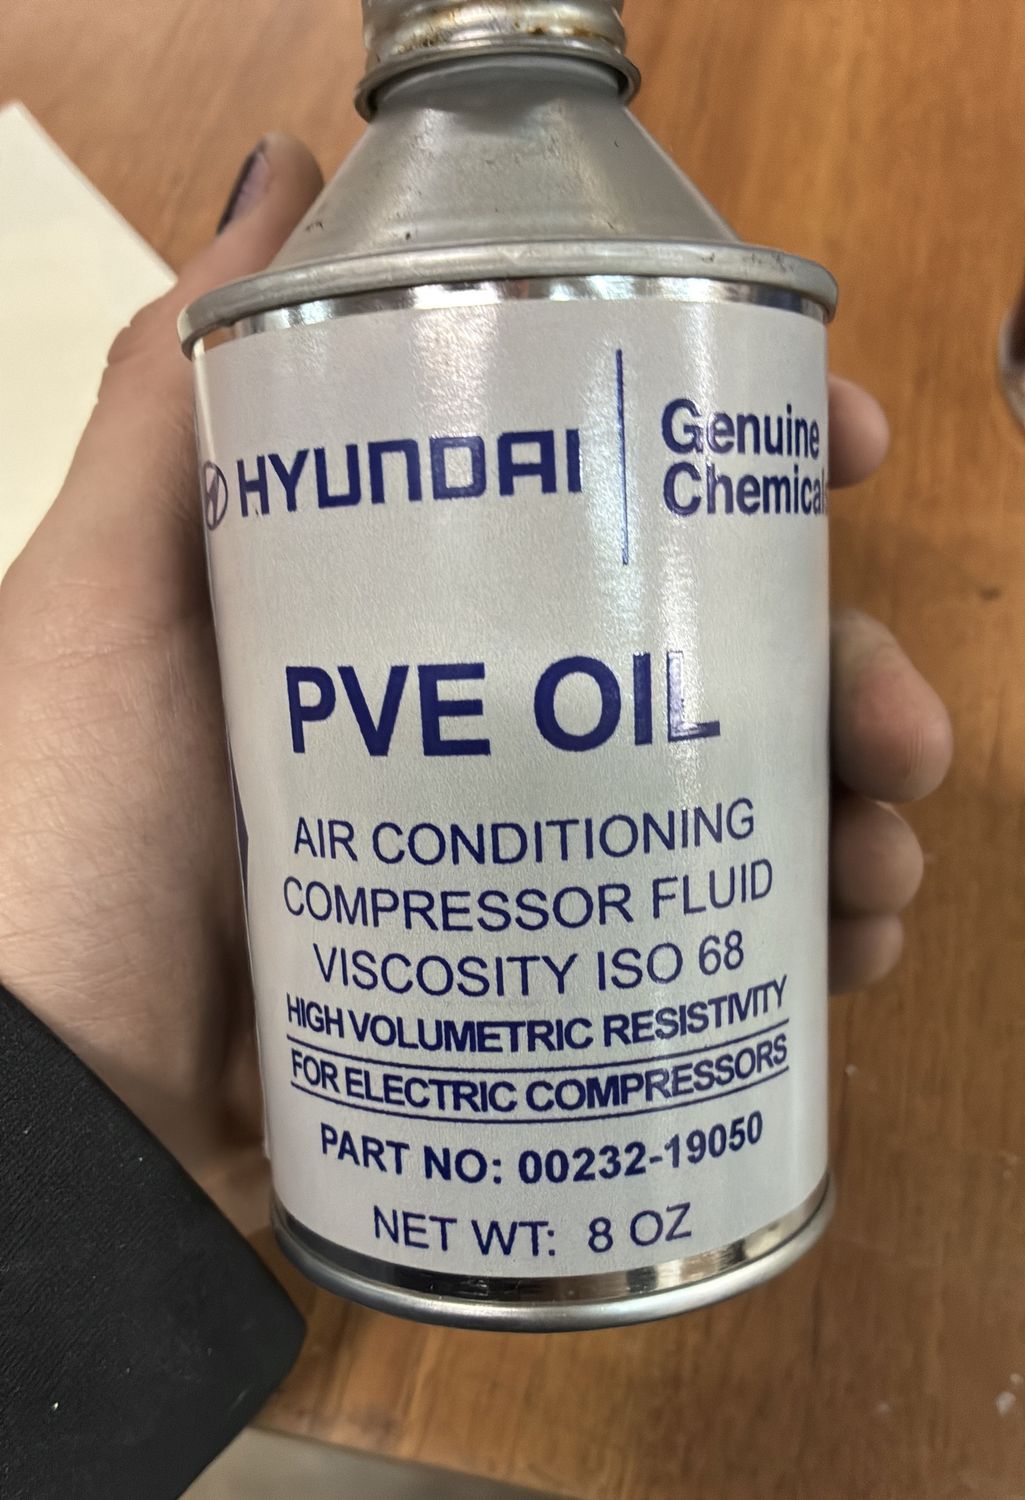 HYUNDAI
Genuine
Chemicals
PVE OIL
AIR CONDITIONING
COMPRESSOR FLUID
VISCOSITY ISO 68
HIGH VOLUMETRIC RESISTIVITY
FOR ELECTRIC COMPRESSORS
PART NO: 00232-19050
NET WT: 8 OZ